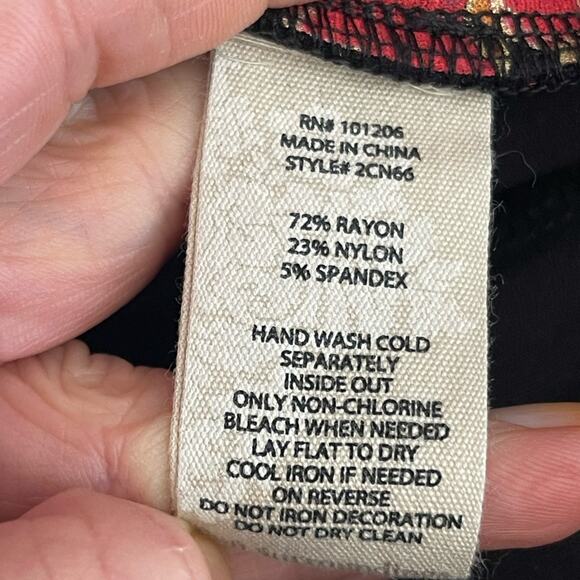 RN# 101206
MADE IN CHINA
STYLE# 2CN66
72% RAYON
23% NYLON
5% SPANDEX
HAND WASH COLD
SEPARATELY
INSIDE OUT
ONLY NON-CHLORINE
BLEACH WHEN NEEDED
LAY FLAT TO DRY
COOL IRON IF NEEDED
ON REVERSE
DO NOT IRON DECORATION
DO NOT DRY CLEAN